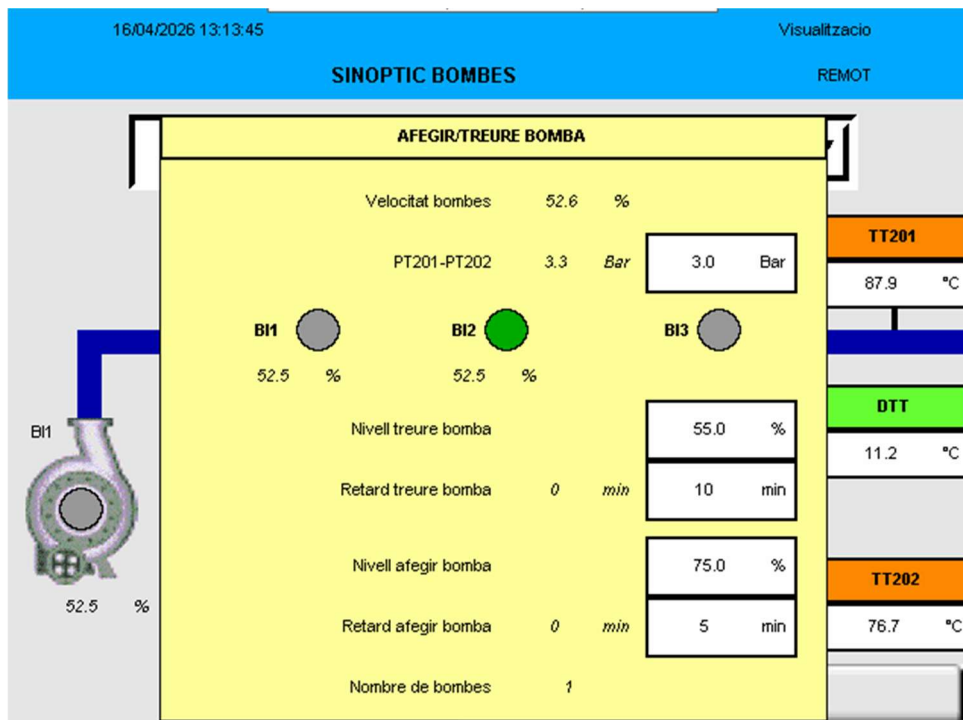 16/04/2026 13:13:45 Visualitzacio
SINOPTIC BOMBES REMOT
AFEGIR/TREURE BOMBA
Velocitat bombes 52.6 %
PT201-PT202 3.3 Bar 3.0 Bar
BI1 BI2 BI3
52.5 % 52.5 %
Nivell treure bomba 55.0 %
Retard treure bomba 0 min 10 min
Nivell afegir bomba 75.0 %
Retard afegir bomba 0 min 5 min
Nombre de bombes 1
BI1
52.5 %
TT201
87.9 °C
DTT
11.2 °C
TT202
76.7 °C